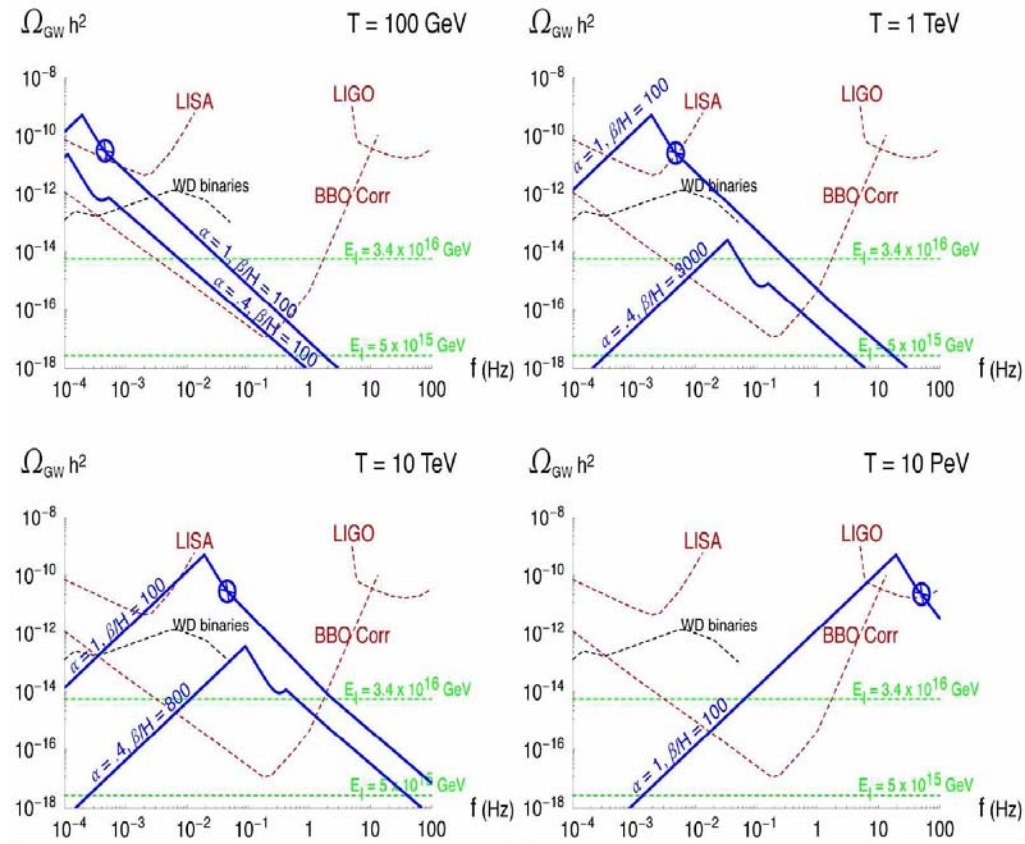 Ω_GW h² T = 100 GeV
10⁻⁸
10⁻¹⁰
10⁻¹²
10⁻¹⁴
10⁻¹⁶
10⁻¹⁸
LISA
LIGO
WD binaries
BBO Corr
E_I = 3.4 x 10¹⁶ GeV
α = 1, β/H = 100
α = .4, β/H = 100
E_I = 5 x 10¹⁵ GeV
10⁻⁴ 10⁻³ 10⁻² 10⁻¹ 1 10 100 f (Hz)
Ω_GW h² T = 1 TeV
10⁻⁸
10⁻¹⁰
10⁻¹²
10⁻¹⁴
10⁻¹⁶
10⁻¹⁸
α = 1, β/H = 100
LISA
LIGO
WD binaries
BBO Corr
E_I = 3.4 x 10¹⁶ GeV
α = .4, β/H = 3000
E_I = 5 x 10¹⁵ GeV
10⁻⁴ 10⁻³ 10⁻² 10⁻¹ 1 10 100 f (Hz)
Ω_GW h² T = 10 TeV
10⁻⁸
10⁻¹⁰
10⁻¹²
10⁻¹⁴
10⁻¹⁶
10⁻¹⁸
LISA
LIGO
α = 1, β/H = 100
WD binaries
BBO Corr
E_I = 3.4 x 10¹⁶ GeV
α = .4, β/H = 800
E_I = 5 x 10¹⁵ GeV
10⁻⁴ 10⁻³ 10⁻² 10⁻¹ 1 10 100 f (Hz)
Ω_GW h² T = 10 PeV
10⁻⁸
10⁻¹⁰
10⁻¹²
10⁻¹⁴
10⁻¹⁶
10⁻¹⁸
LISA
LIGO
WD binaries
BBO Corr
E_I = 3.4 x 10¹⁶ GeV
α = 1, β/H = 100
E_I = 5 x 10¹⁵ GeV
10⁻⁴ 10⁻³ 10⁻² 10⁻¹ 1 10 100 f (Hz)